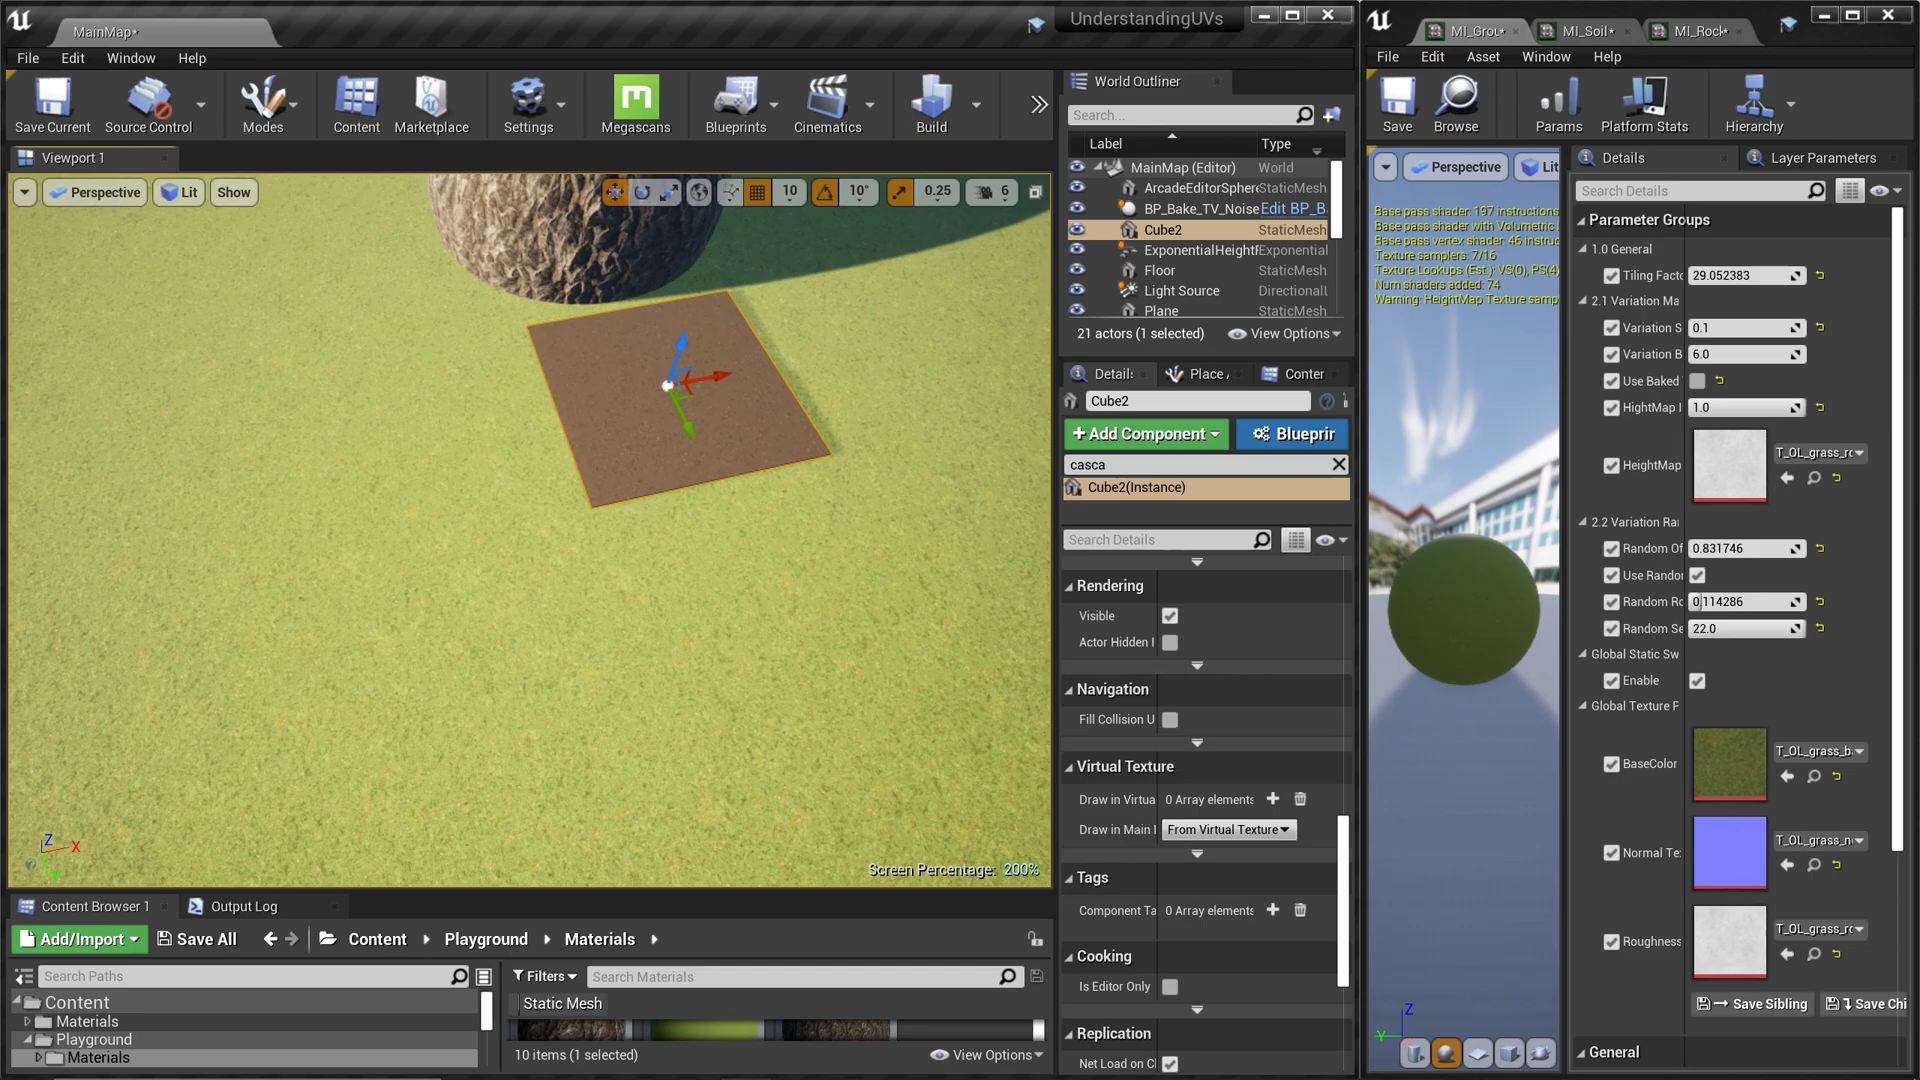 MainMap*
UnderstandingUVs
File Edit Window Help
Save Current
Source Control
Modes
Content
Marketplace
Settings
Megascans
Blueprints
Cinematics
Build
Viewport 1
Perspective
Lit
Show
10
10°
0.25
6
Screen Percentage: 200%
Z
X
Y
World Outliner
Search...
Label
Type
MainMap (Editor) World
ArcadeEditorSphere StaticMesh
BP_Bake_TV_Noise Edit BP_B
Cube2 StaticMesh
ExponentialHeightF Exponential
Floor StaticMesh
Light Source Directionall
Plane StaticMesh
21 actors (1 selected)
View Options
Details
Place
Conter
Cube2
+ Add Component
Blueprir
casca
Cube2(Instance)
Search Details
Rendering
Visible
Actor Hidden I
Navigation
Fill Collision U
Virtual Texture
Draw in Virtua 0 Array elements
Draw in Main I From Virtual Texture
Tags
Component Ta 0 Array elements
Cooking
Is Editor Only
Replication
Net Load on Cl
Content Browser 1
Output Log
Add/Import
Save All
Content
Playground
Materials
Search Paths
Filters
Search Materials
Content
Materials
Playground
Materials
Static Mesh
10 items (1 selected)
View Options
MI_Grou*
MI_Soil*
MI_Rock*
File Edit Asset Window Help
Save
Browse
Params
Platform Stats
Hierarchy
Perspective
Lit
Base pass shader: 197 instructions
Base pass shader with Volumetric
Base pass vertex shader: 46 instruc
Texture samplers: 7/16
Texture Lookups (Est.): VS(0), PS(4)
Num shaders added: 74
Warning: HeightMap Texture samp
Z
Y
Details
Layer Parameters
Search Details
Parameter Groups
1.0 General
Tiling Facto 29.052383
2.1 Variation Ma
Variation S 0.1
Variation B 6.0
Use Baked
HightMap I 1.0
HeightMap T_OL_grass_ro
2.2 Variation Ra
Random Of 0.831746
Use Randor
Random Ro 0.114286
Random Se 22.0
Global Static Sw
Enable
Global Texture P
BaseColor T_OL_grass_b
Normal Te T_OL_grass_n
Roughness T_OL_grass_ro
Save Sibling
Save Chi
General